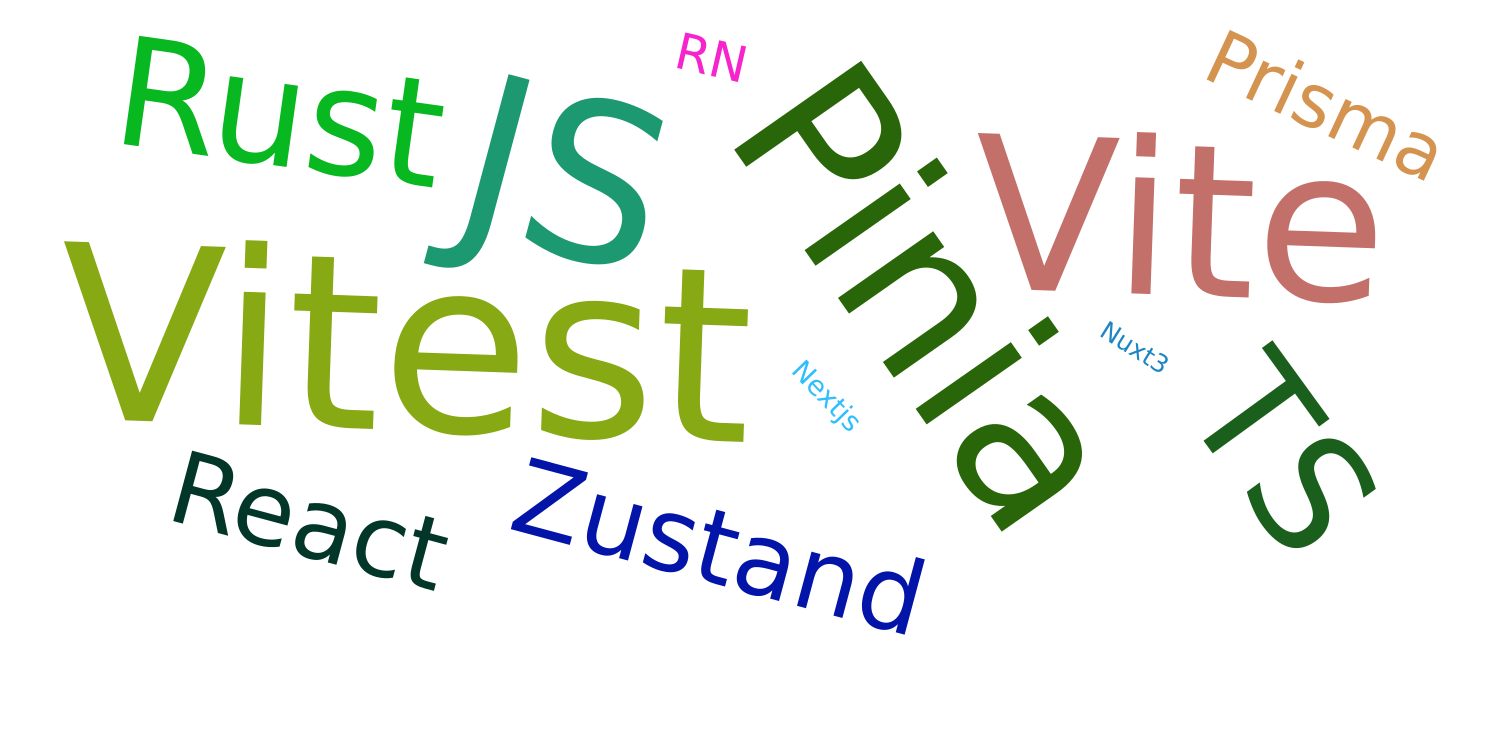 Rust
JS
RN
Pinia
Vite
Prisma
Vitest
Nextjs
Nuxt3
TS
React
Zustand